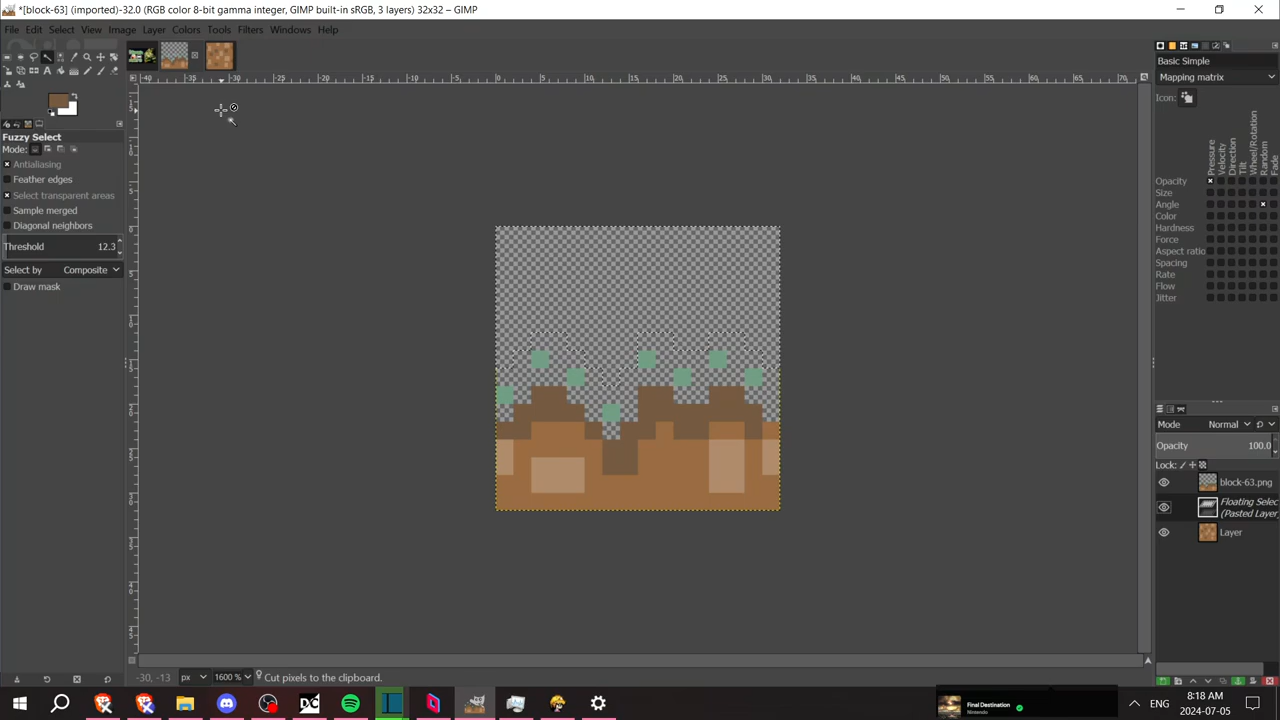 *[block-63] (imported)-32.0 (RGB color 8-bit gamma integer, GIMP built-in sRGB, 3 layers) 32x32 – GIMP
File Edit Select View Image Layer Colors Tools Filters Windows Help
Basic Simple
Mapping matrix
Icon:
Pressure
Velocity
Direction
Tilt
Wheel/Rotation
Random
Fade
Fuzzy Select
Mode:
Antialiasing
Feather edges
Select transparent areas
Sample merged
Diagonal neighbors
Threshold 12.3
Select by Composite
Draw mask
Opacity
Size
Angle
Color
Hardness
Force
Aspect ratio
Spacing
Rate
Flow
Jitter
Mode Normal
Opacity 100.0
Lock:
block-63.png
Floating Selec
(Pasted Layer)
Layer
-30, -13 px 1600 % Cut pixels to the clipboard.
Final Destination
Nintendo
ENG
8:18 AM
2024-07-05